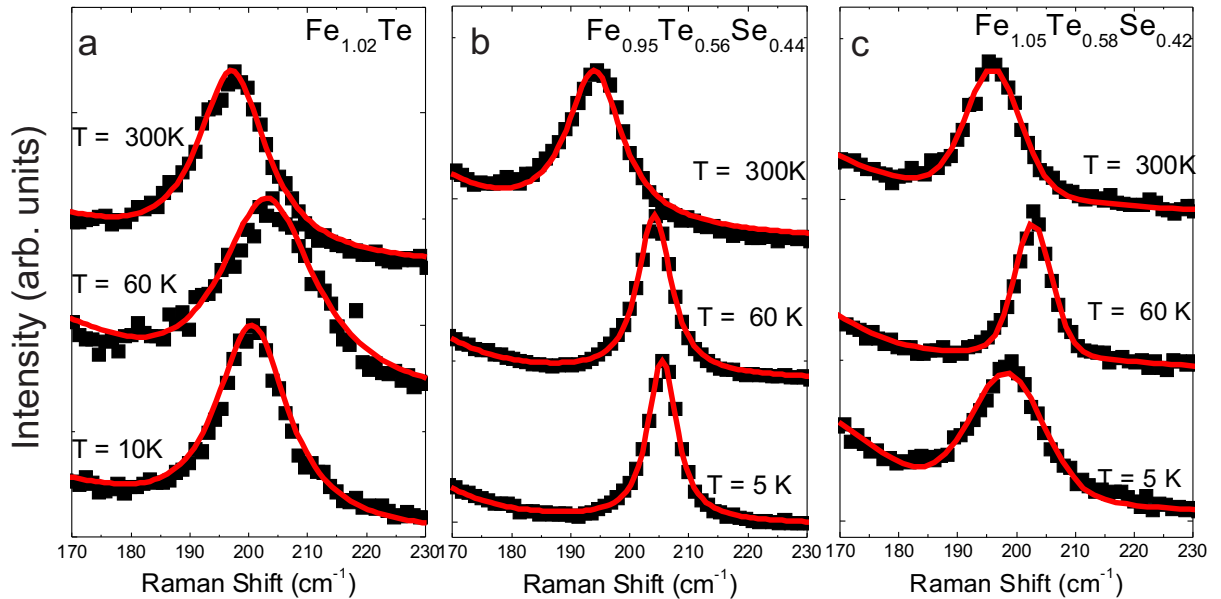 Intensity (arb. units)
a
Fe1.02Te
T = 300K
T = 60 K
T = 10K
170 180 190 200 210 220 230
Raman Shift (cm-1)
b
Fe0.95Te0.56Se0.44
T = 300K
T = 60 K
T = 5 K
170 180 190 200 210 220 230
Raman Shift (cm-1)
c
Fe1.05Te0.58Se0.42
T = 300K
T = 60 K
T = 5 K
170 180 190 200 210 220 230
Raman Shift (cm-1)